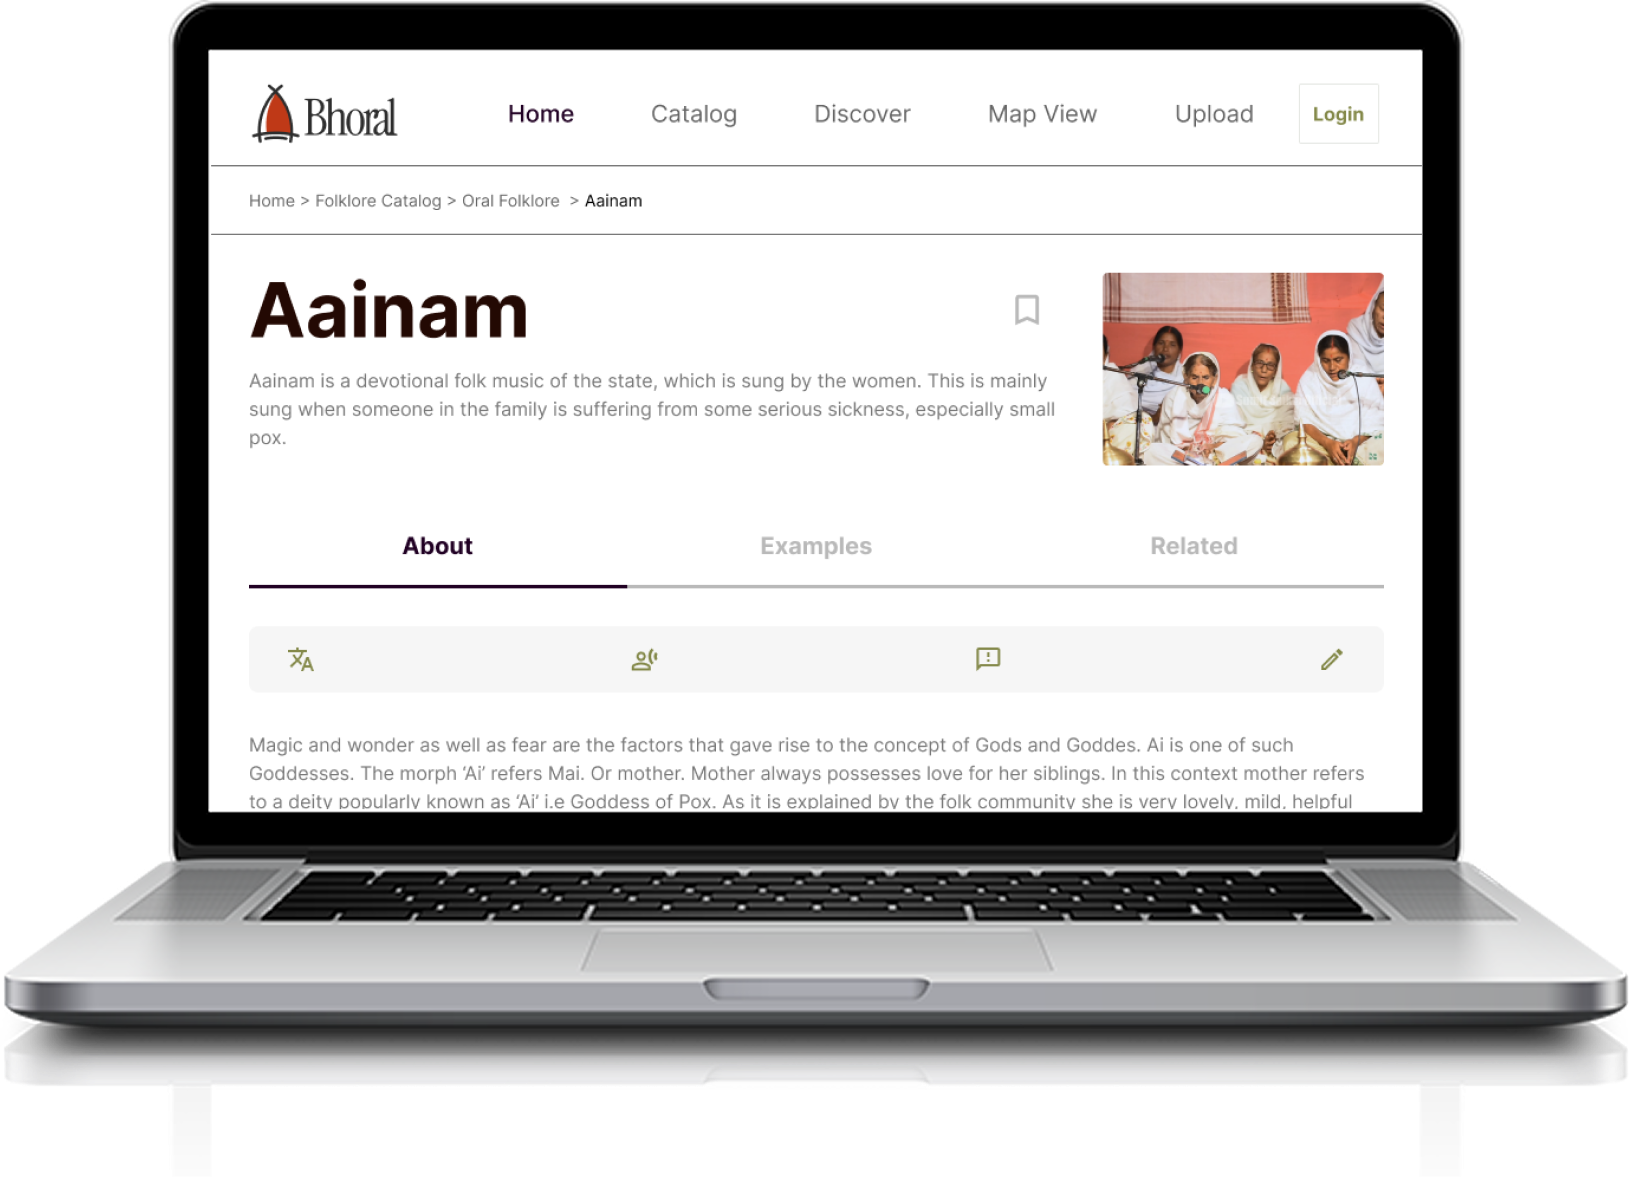 Bhoral
Home
Catalog
Discover
Map View
Upload
Login
Home > Folklore Catalog > Oral Folklore > Aainam
Aainam
Aainam is a devotional folk music of the state, which is sung by the women. This is mainly
sung when someone in the family is suffering from some serious sickness, especially small
pox.
About
Examples
Related
Magic and wonder as well as fear are the factors that gave rise to the concept of Gods and Goddes. Ai is one of such
Goddesses. The morph ‘Ai’ refers Mai. Or mother. Mother always possesses love for her siblings. In this context mother refers
to a deity popularly known as ‘Ai’ i.e Goddess of Pox. As it is explained by the folk community she is very lovely, mild, helpful